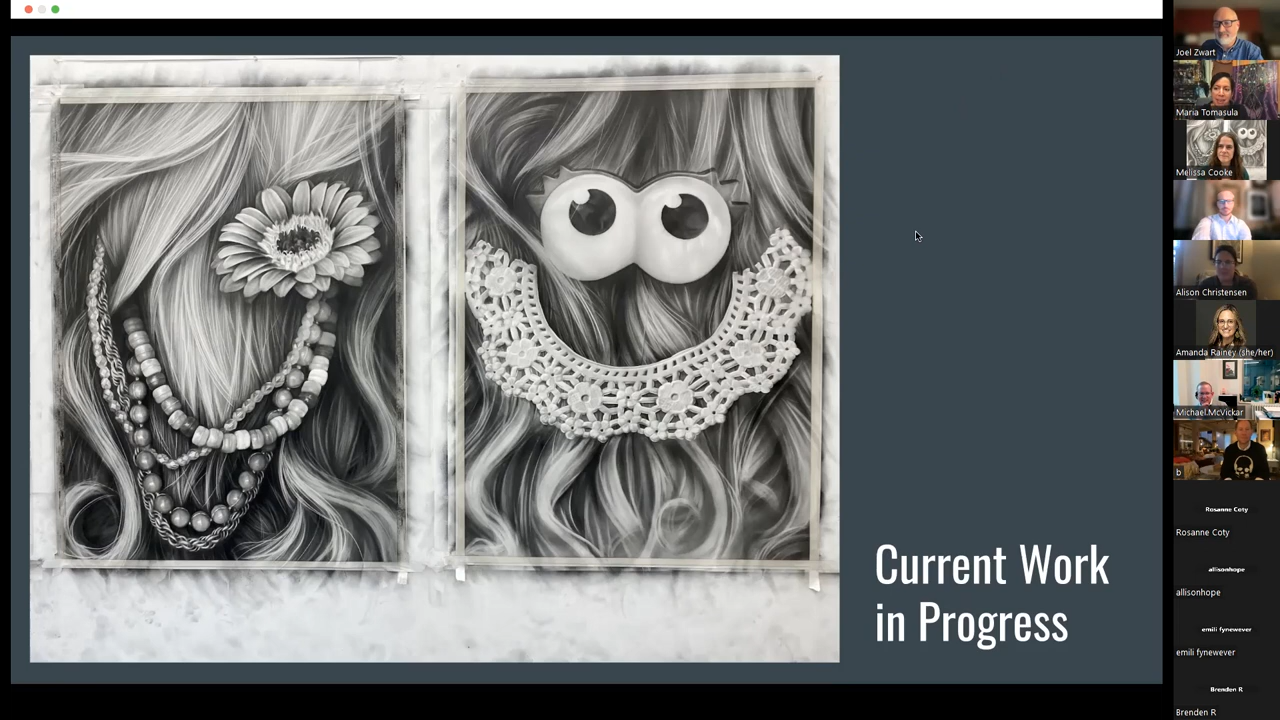 Joel Zwart
Maria Tomasula
Melissa Cooke
Alison Christensen
Amanda Rainey (she/her)
Michael.McVickar
b
Rosanne Coty
Rosanne Coty
allisonhope
allisonhope
emili fynewever
emili fynewever
Brenden R
Brenden R
Current Work
in Progress